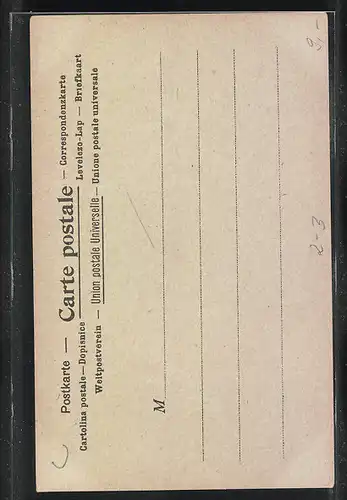 Postkarte — Carte postale — Correspondenzkarte
Cartolina postale — Dopisnice Levelezo-Lap — Briefkaart
Weltpostverein — Union postale Universelle — Unione postale universale
M
2-3
9,-